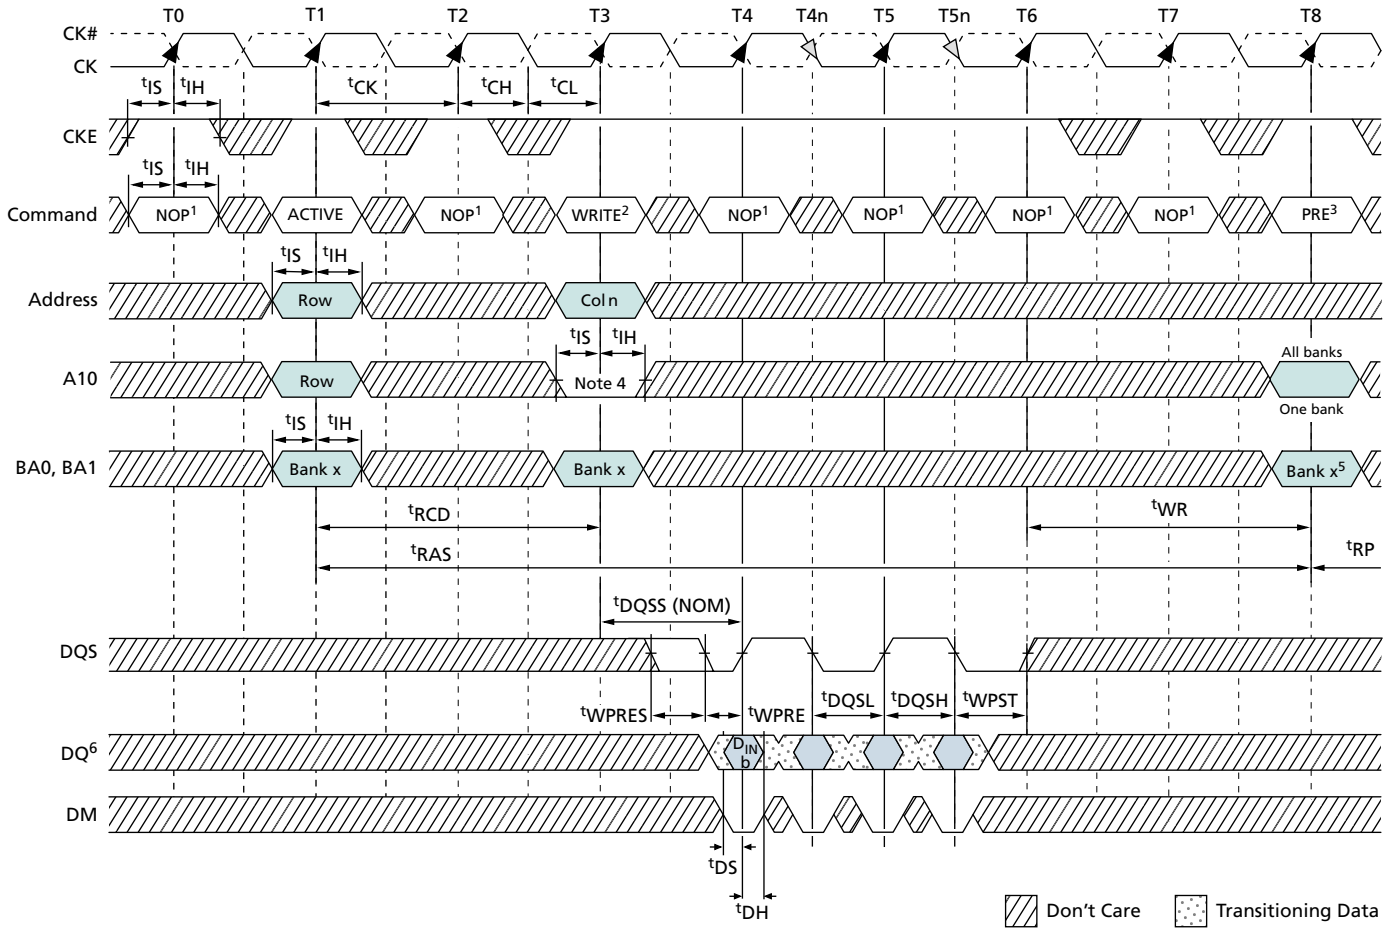 T0 T1 T2 T3 T4 T4n T5 T5n T6 T7 T8
CK#
CK
tIS tIH tCK tCH tCL
CKE
tIS tIH
Command NOP1 ACTIVE NOP1 WRITE2 NOP1 NOP1 NOP1 NOP1 PRE3
tIS tIH
Address Row Col n
tIS tIH
All banks
A10 Row Note 4
One bank
tIS tIH
BA0, BA1 Bank x Bank x Bank x5
tRCD tWR
tRAS tRP
tDQSS (NOM)
DQS
tWPRES tWPRE tDQSL tDQSH tWPST
DQ6 DIN
b
DM
tDS
tDH
Don't Care Transitioning Data